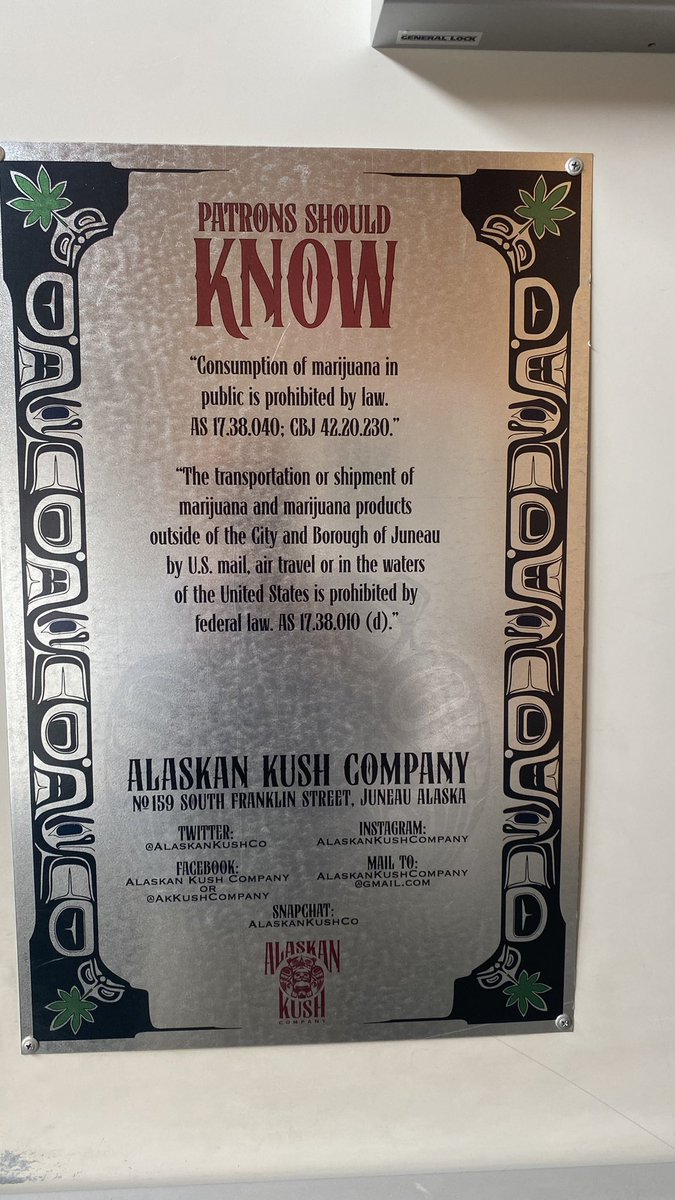 GENERAL LOCK
PATRONS SHOULD
KNOW
“Consumption of marijuana in
public is prohibited by law.
AS 17.38.040; CBJ 42.20.230.”
“The transportation or shipment of
marijuana and marijuana products
outside of the City and Borough of Juneau
by U.S. mail, air travel or in the waters
of the United States is prohibited by
federal law. AS 17.38.010 (d).”
ALASKAN KUSH COMPANY
No 159 SOUTH FRANKLIN STREET, JUNEAU ALASKA
TWITTER:
@ALASKANKUSHCO
INSTAGRAM:
ALASKANKUSHCOMPANY
FACEBOOK:
ALASKAN KUSH COMPANY
OR
@AKKUSHCOMPANY
MAIL TO:
ALASKANKUSHCOMPANY
@GMAIL.COM
SNAPCHAT:
ALASKANKUSHCO
ALASKAN
KUSH
COMPANY